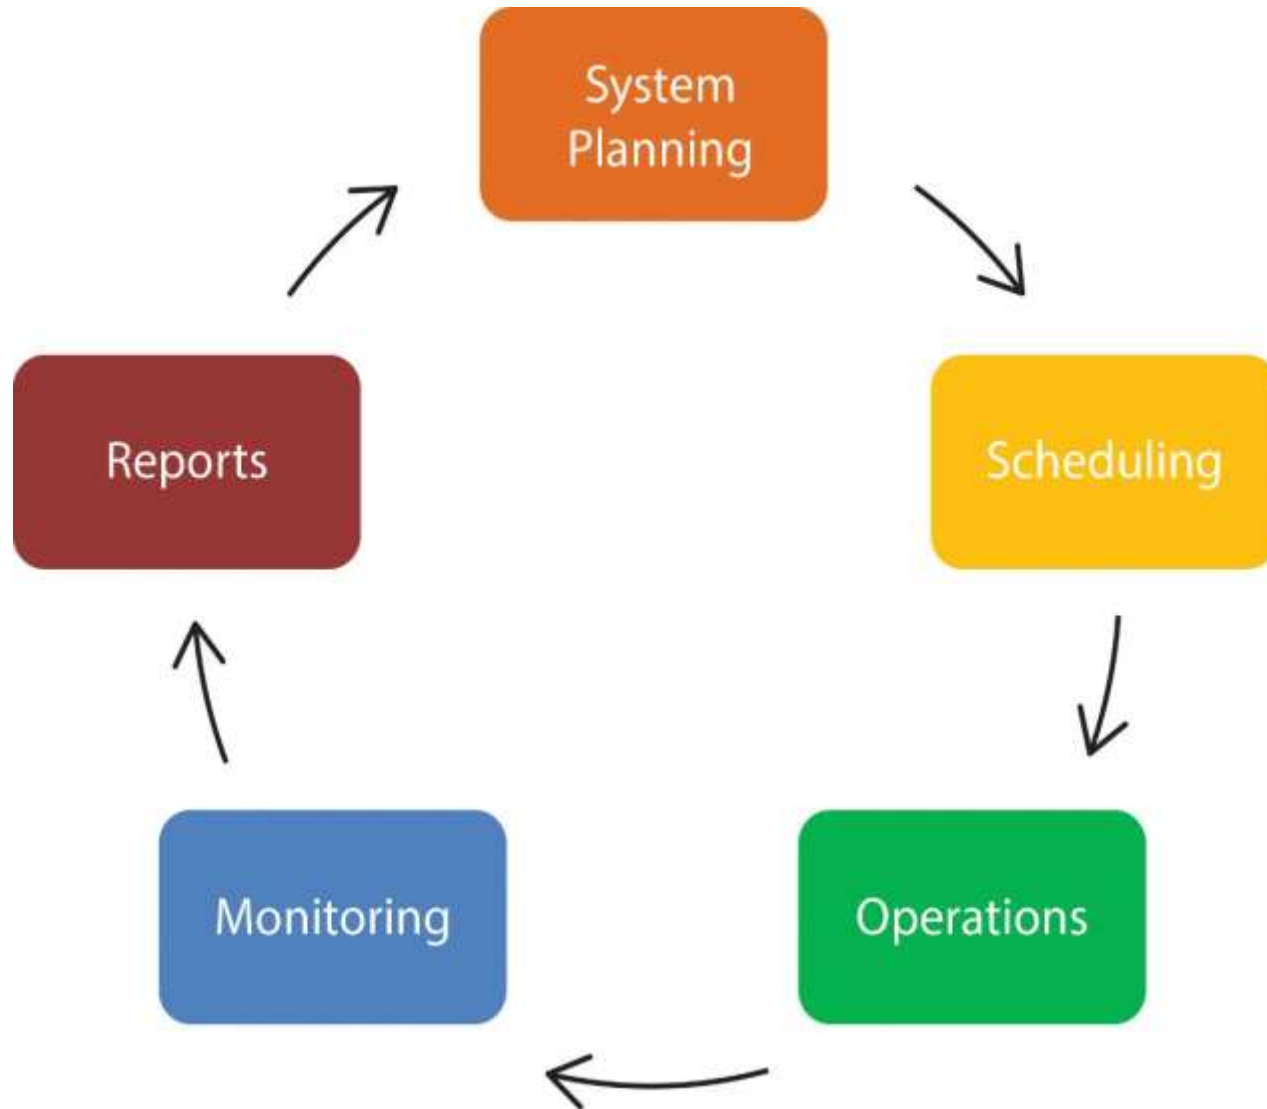 System
Planning
Scheduling
Operations
Monitoring
Reports